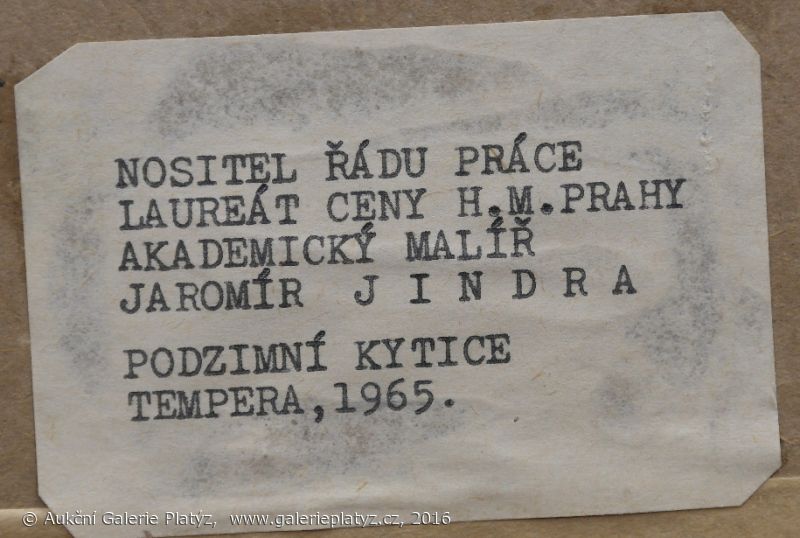 NOSITEL ŘÁDU PRÁCE
LAUREÁT CENY H.M.PRAHY
AKADEMICKÝ MALÍŘ
JAROMÍR J I N D R A
PODZIMNÍ KYTICE
TEMPERA,1965.
© Aukční Galerie Platýz, www.galerieplatyz.cz, 2016